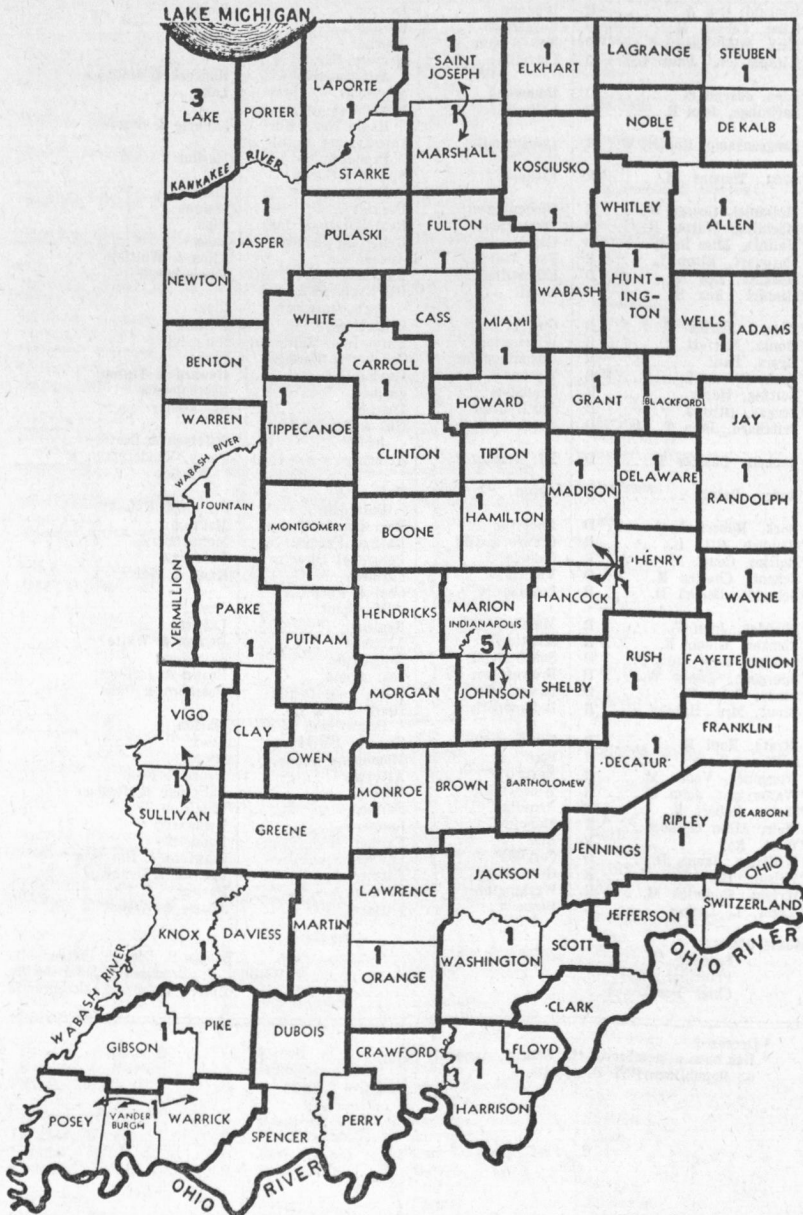 LAKE MICHIGAN
1
SAINT
JOSEPH
1
ELKHART
LAGRANGE
STEUBEN
1
3
LAKE
PORTER
LAPORTE
1
1
MARSHALL
NOBLE
1
DE KALB
KANKAKEE RIVER
STARKE
KOSCIUSKO
1
JASPER
PULASKI
FULTON
1
1
WHITLEY
1
ALLEN
NEWTON
WHITE
CASS
MIAMI
WABASH
1
HUNT-
ING-
TON
WELLS
1
ADAMS
BENTON
CARROLL
1
HOWARD
1
GRANT
BLACKFORD
JAY
WARREN
1
TIPPECANOE
CLINTON
TIPTON
WABASH RIVER
1
FOUNTAIN
1
MADISON
1
DELAWARE
1
RANDOLPH
MONTGOMERY
1
BOONE
1
HAMILTON
VERMILLION
PARKE
1
PUTNAM
HENDRICKS
MARION
INDIANAPOLIS
5
HANCOCK
1
HENRY
1
WAYNE
1
VIGO
1
MORGAN
1
JOHNSON
SHELBY
RUSH
1
FAYETTE
UNION
CLAY
OWEN
FRANKLIN
1
SULLIVAN
MONROE
1
BROWN
BARTHOLOMEW
1
DECATUR
GREENE
RIPLEY
1
DEARBORN
LAWRENCE
JACKSON
JENNINGS
OHIO
JEFFERSON 1
SWITZERLAND
KNOX
1
DAVIESS
MARTIN
1
ORANGE
1
WASHINGTON
SCOTT
OHIO RIVER
WABASH RIVER
CLARK
GIBSON
1
PIKE
DUBOIS
CRAWFORD
FLOYD
1
HARRISON
POSEY
VANDER
BURGH
1
1
WARRICK
SPENCER
1
PERRY
OHIO RIVER